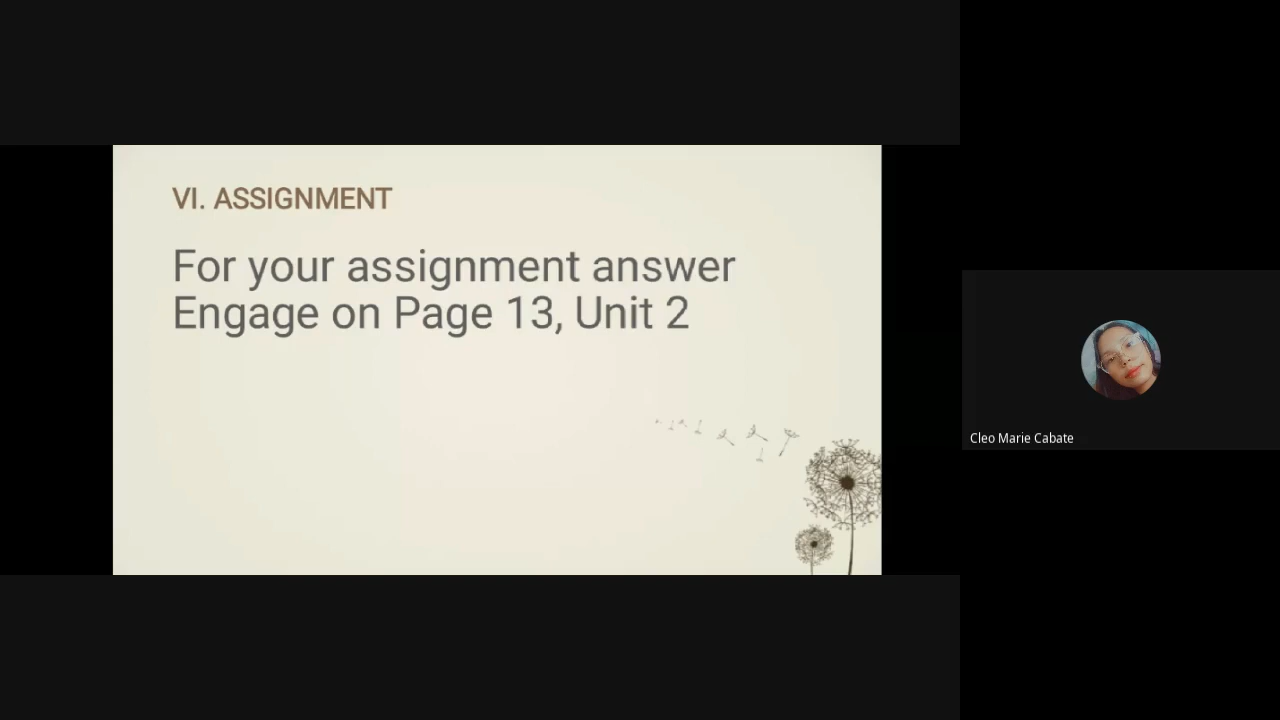 VI. ASSIGNMENT
For your assignment answer
Engage on Page 13, Unit 2
Cleo Marie Cabate